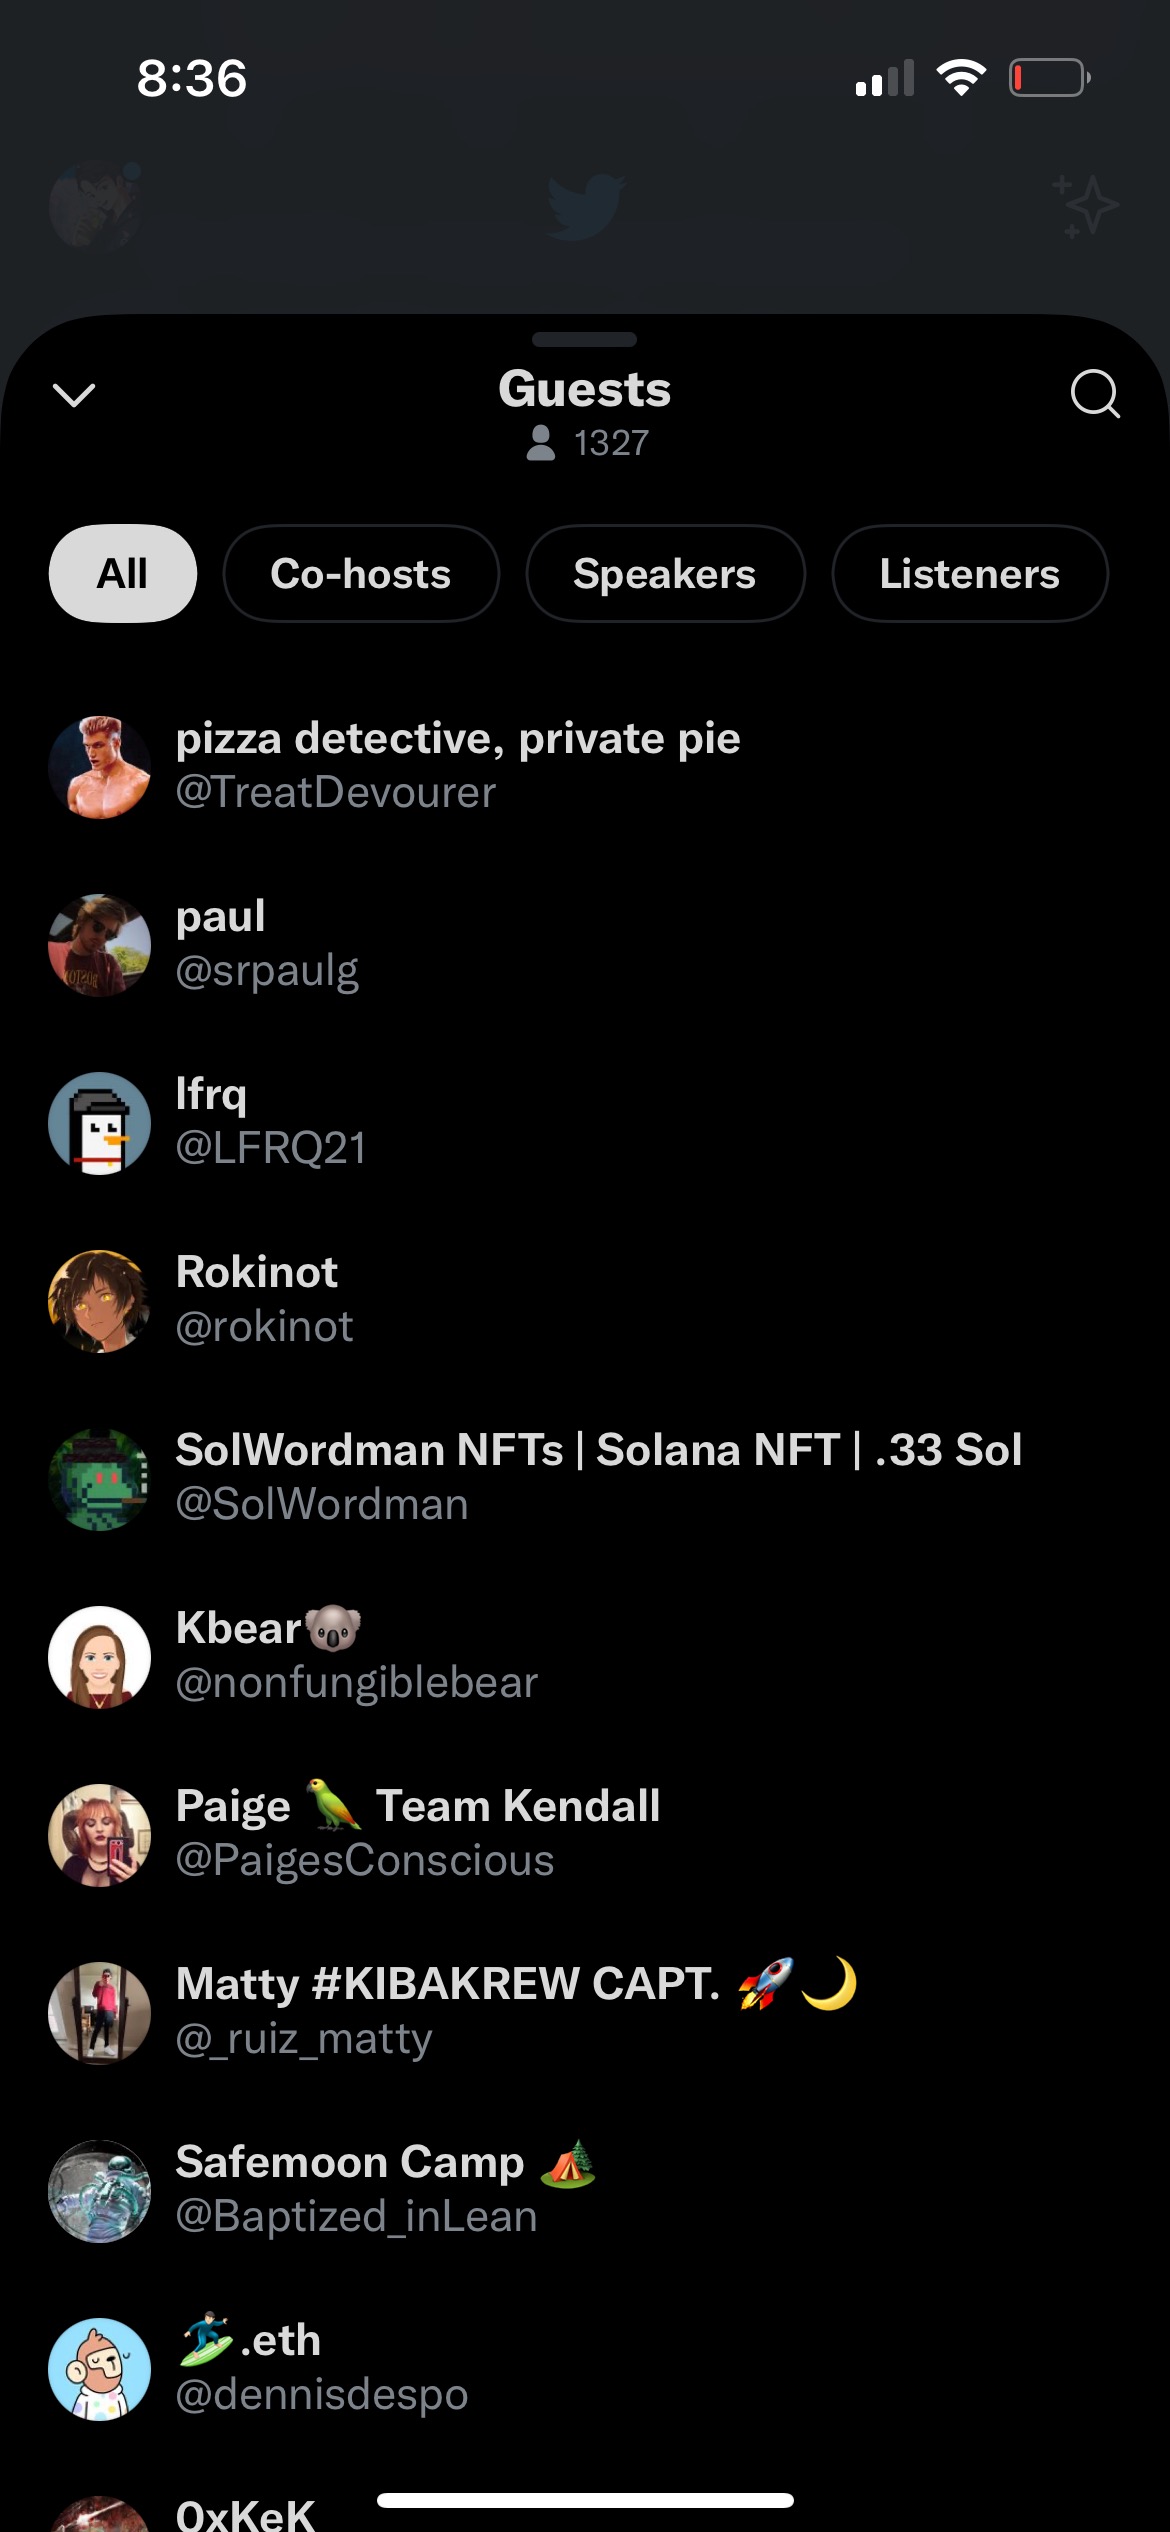 8:36
Guests
1327
All
Co-hosts
Speakers
Listeners
pizza detective, private pie
@TreatDevourer
paul
@srpaulg
lfrq
@LFRQ21
Rokinot
@rokinot
SolWordman NFTs | Solana NFT | .33 Sol
@SolWordman
Kbear🐨
@nonfungiblebear
Paige 🦜 Team Kendall
@PaigesConscious
Matty #KIBAKREW CAPT. 🚀🌙
@_ruiz_matty
Safemoon Camp 🏕️
@Baptized_inLean
🏄🏼‍♂️.eth
@dennisdespo
0xKeK